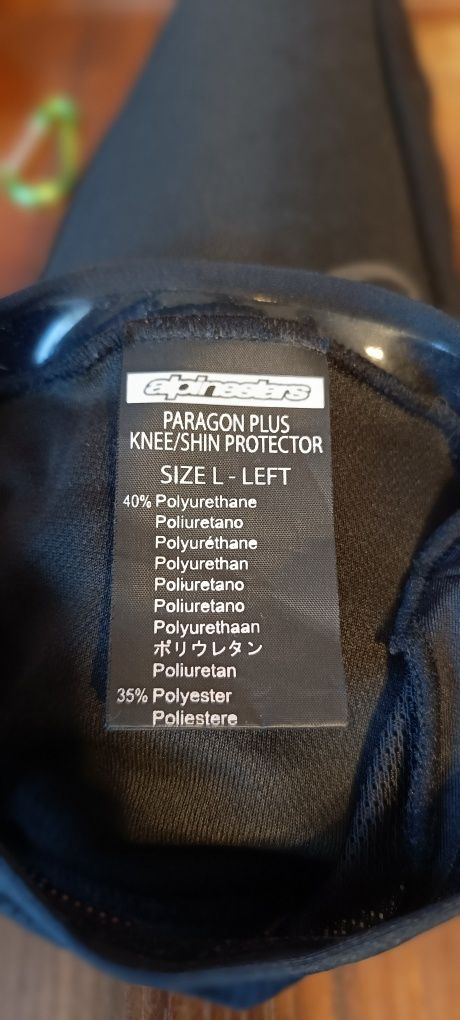 alpinestars
PARAGON PLUS
KNEE/SHIN PROTECTOR
SIZE L - LEFT
40% Polyurethane
Poliuretano
Polyuréthane
Polyurethan
Poliuretano
Poliuretano
Polyurethaan
ポリウレタン
Poliuretan
35% Polyester
Poliestere